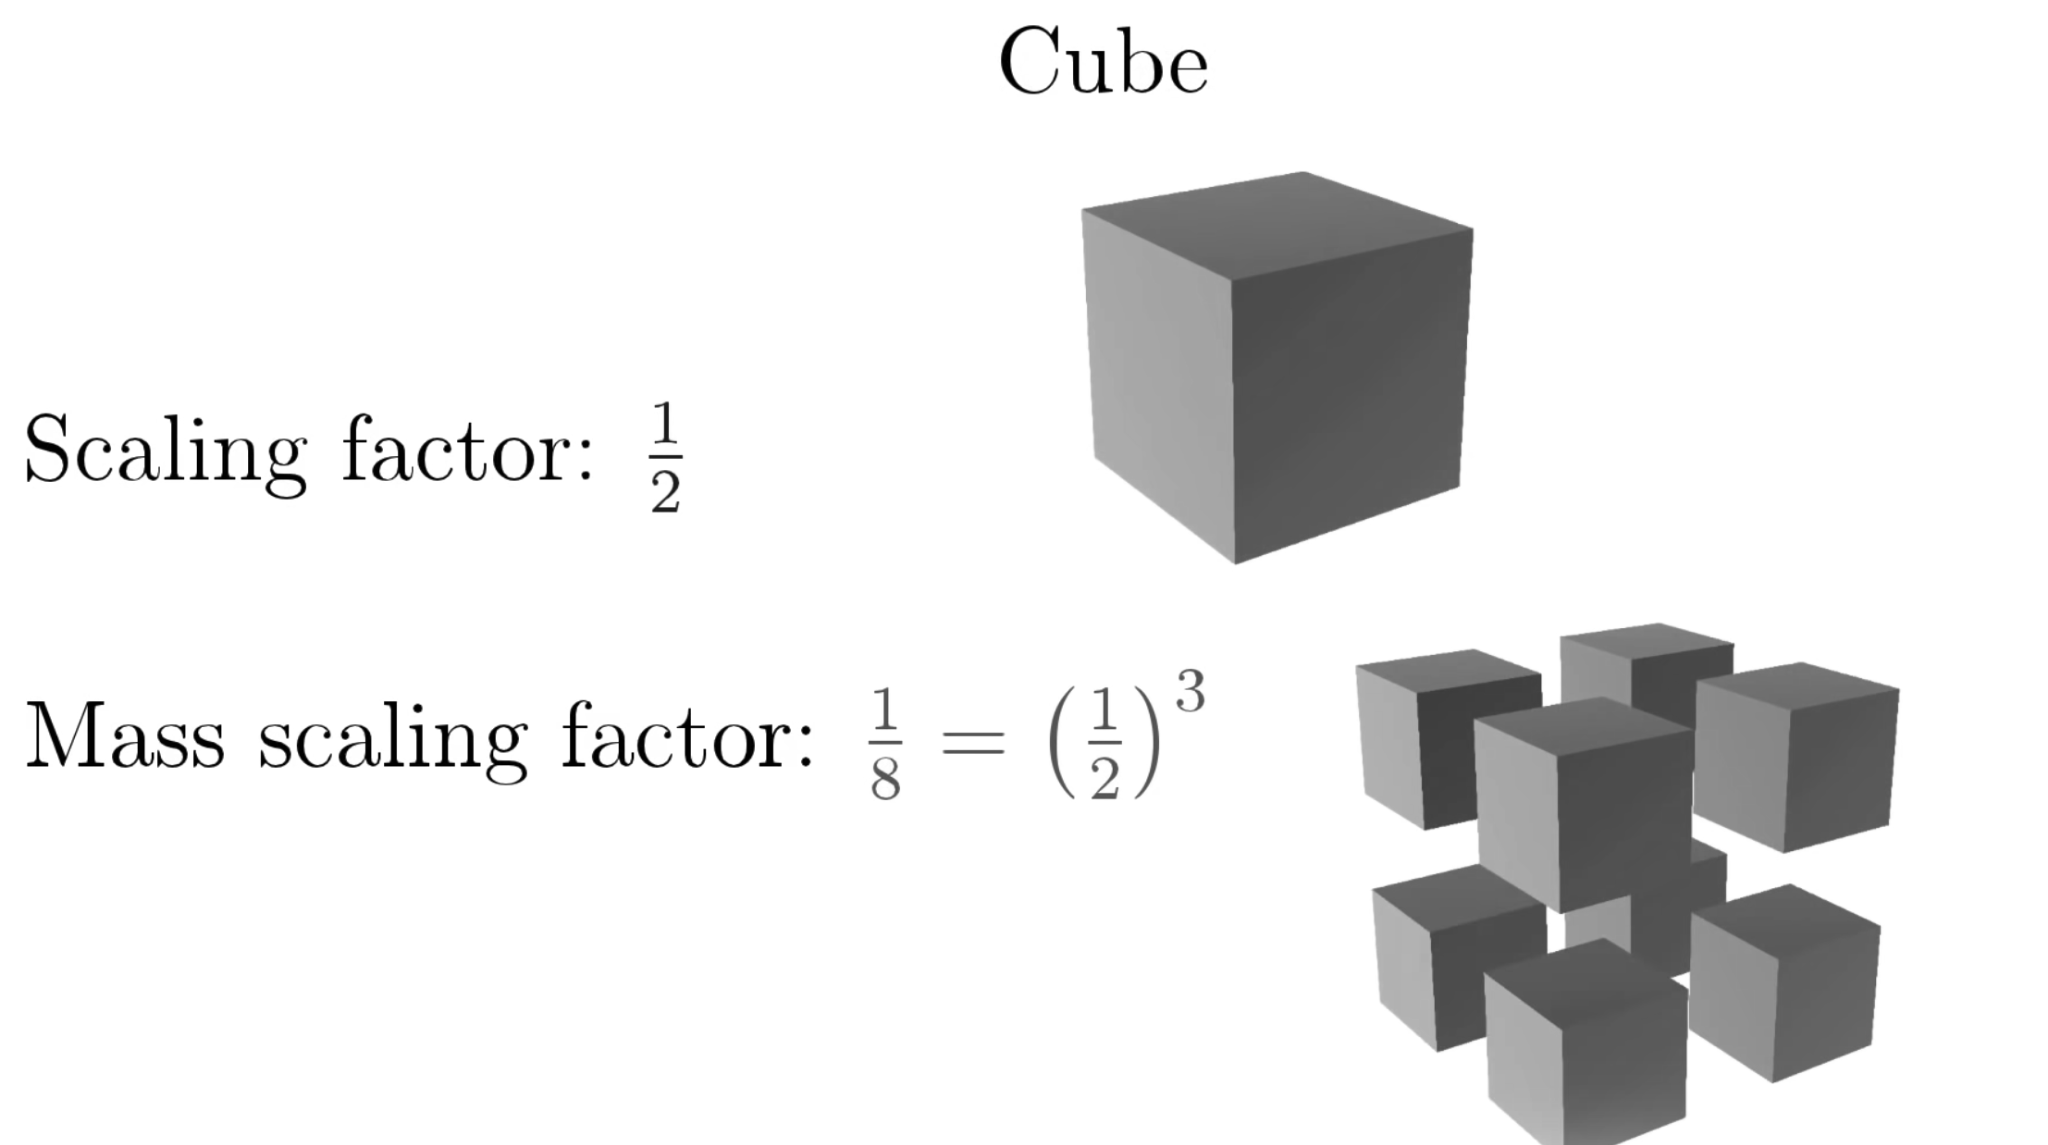 Cube
Scaling factor: 1/2
Mass scaling factor: 1/8 = (1/2)^3